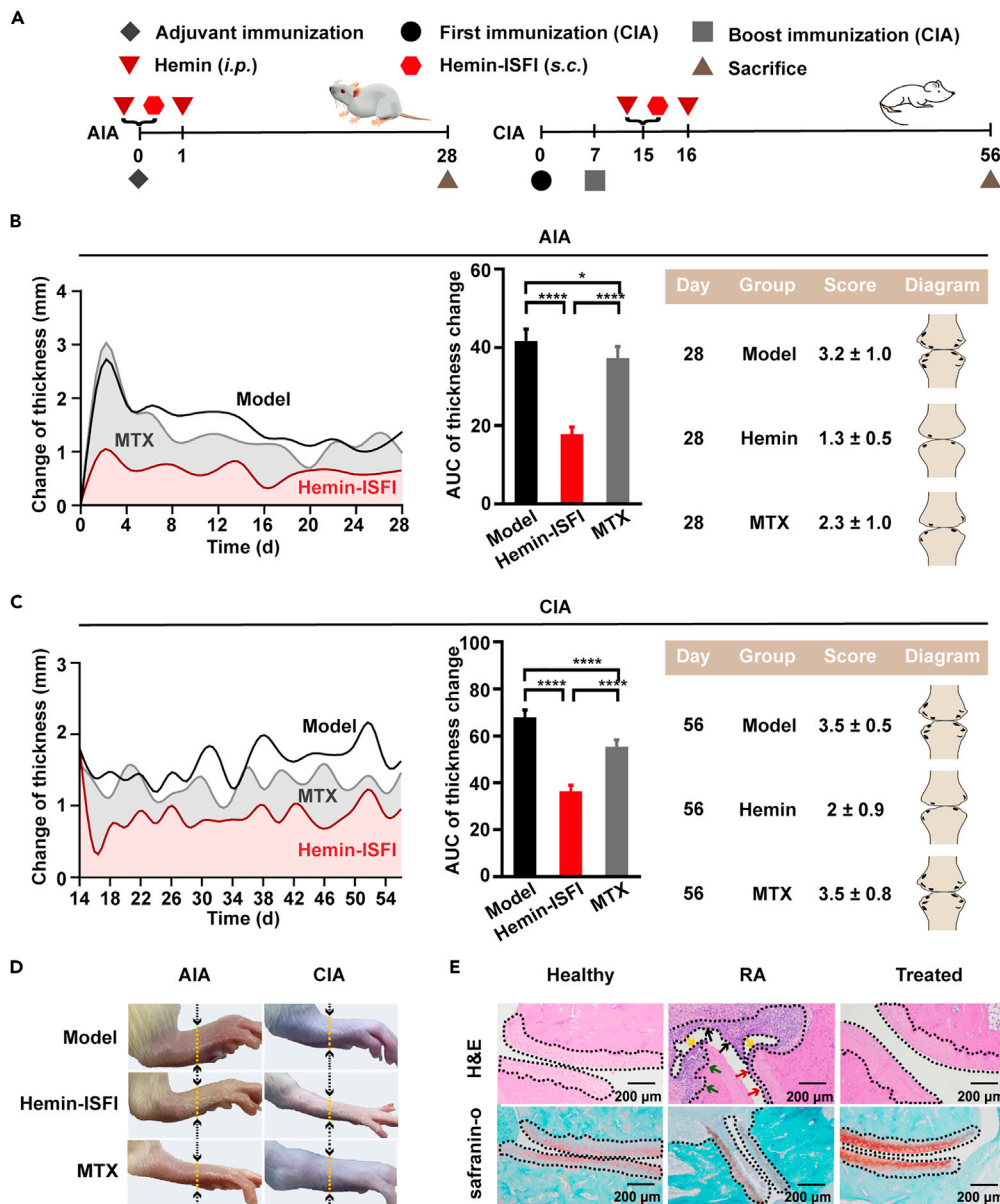 A
Adjuvant immunization First immunization (CIA) Boost immunization (CIA)
Hemin (i.p.) Hemin-ISFI (s.c.) Sacrifice
AIA 0 1 28
CIA 0 7 15 16 56
B
AIA
Change of thickness (mm)
4
3
2
1
0
Model
MTX
Hemin-ISFI
0 4 8 12 16 20 24 28
Time (d)
AUC of thickness change
60
40
20
0
*
**** ****
Model Hemin-ISFI MTX
Day Group Score Diagram
28 Model 3.2 ± 1.0
28 Hemin 1.3 ± 0.5
28 MTX 2.3 ± 1.0
C
CIA
Change of thickness (mm)
3
2
1
0
Model
MTX
Hemin-ISFI
14 18 22 26 30 34 38 42 46 50 54
Time (d)
AUC of thickness change
100
80
60
40
20
0
****
**** ****
Model Hemin-ISFI MTX
Day Group Score Diagram
56 Model 3.5 ± 0.5
56 Hemin 2 ± 0.9
56 MTX 3.5 ± 0.8
D
AIA CIA
Model
Hemin-ISFI
MTX
E
Healthy RA Treated
H&E
200 μm 200 μm 200 μm
safranin-o
200 μm 200 μm 200 μm